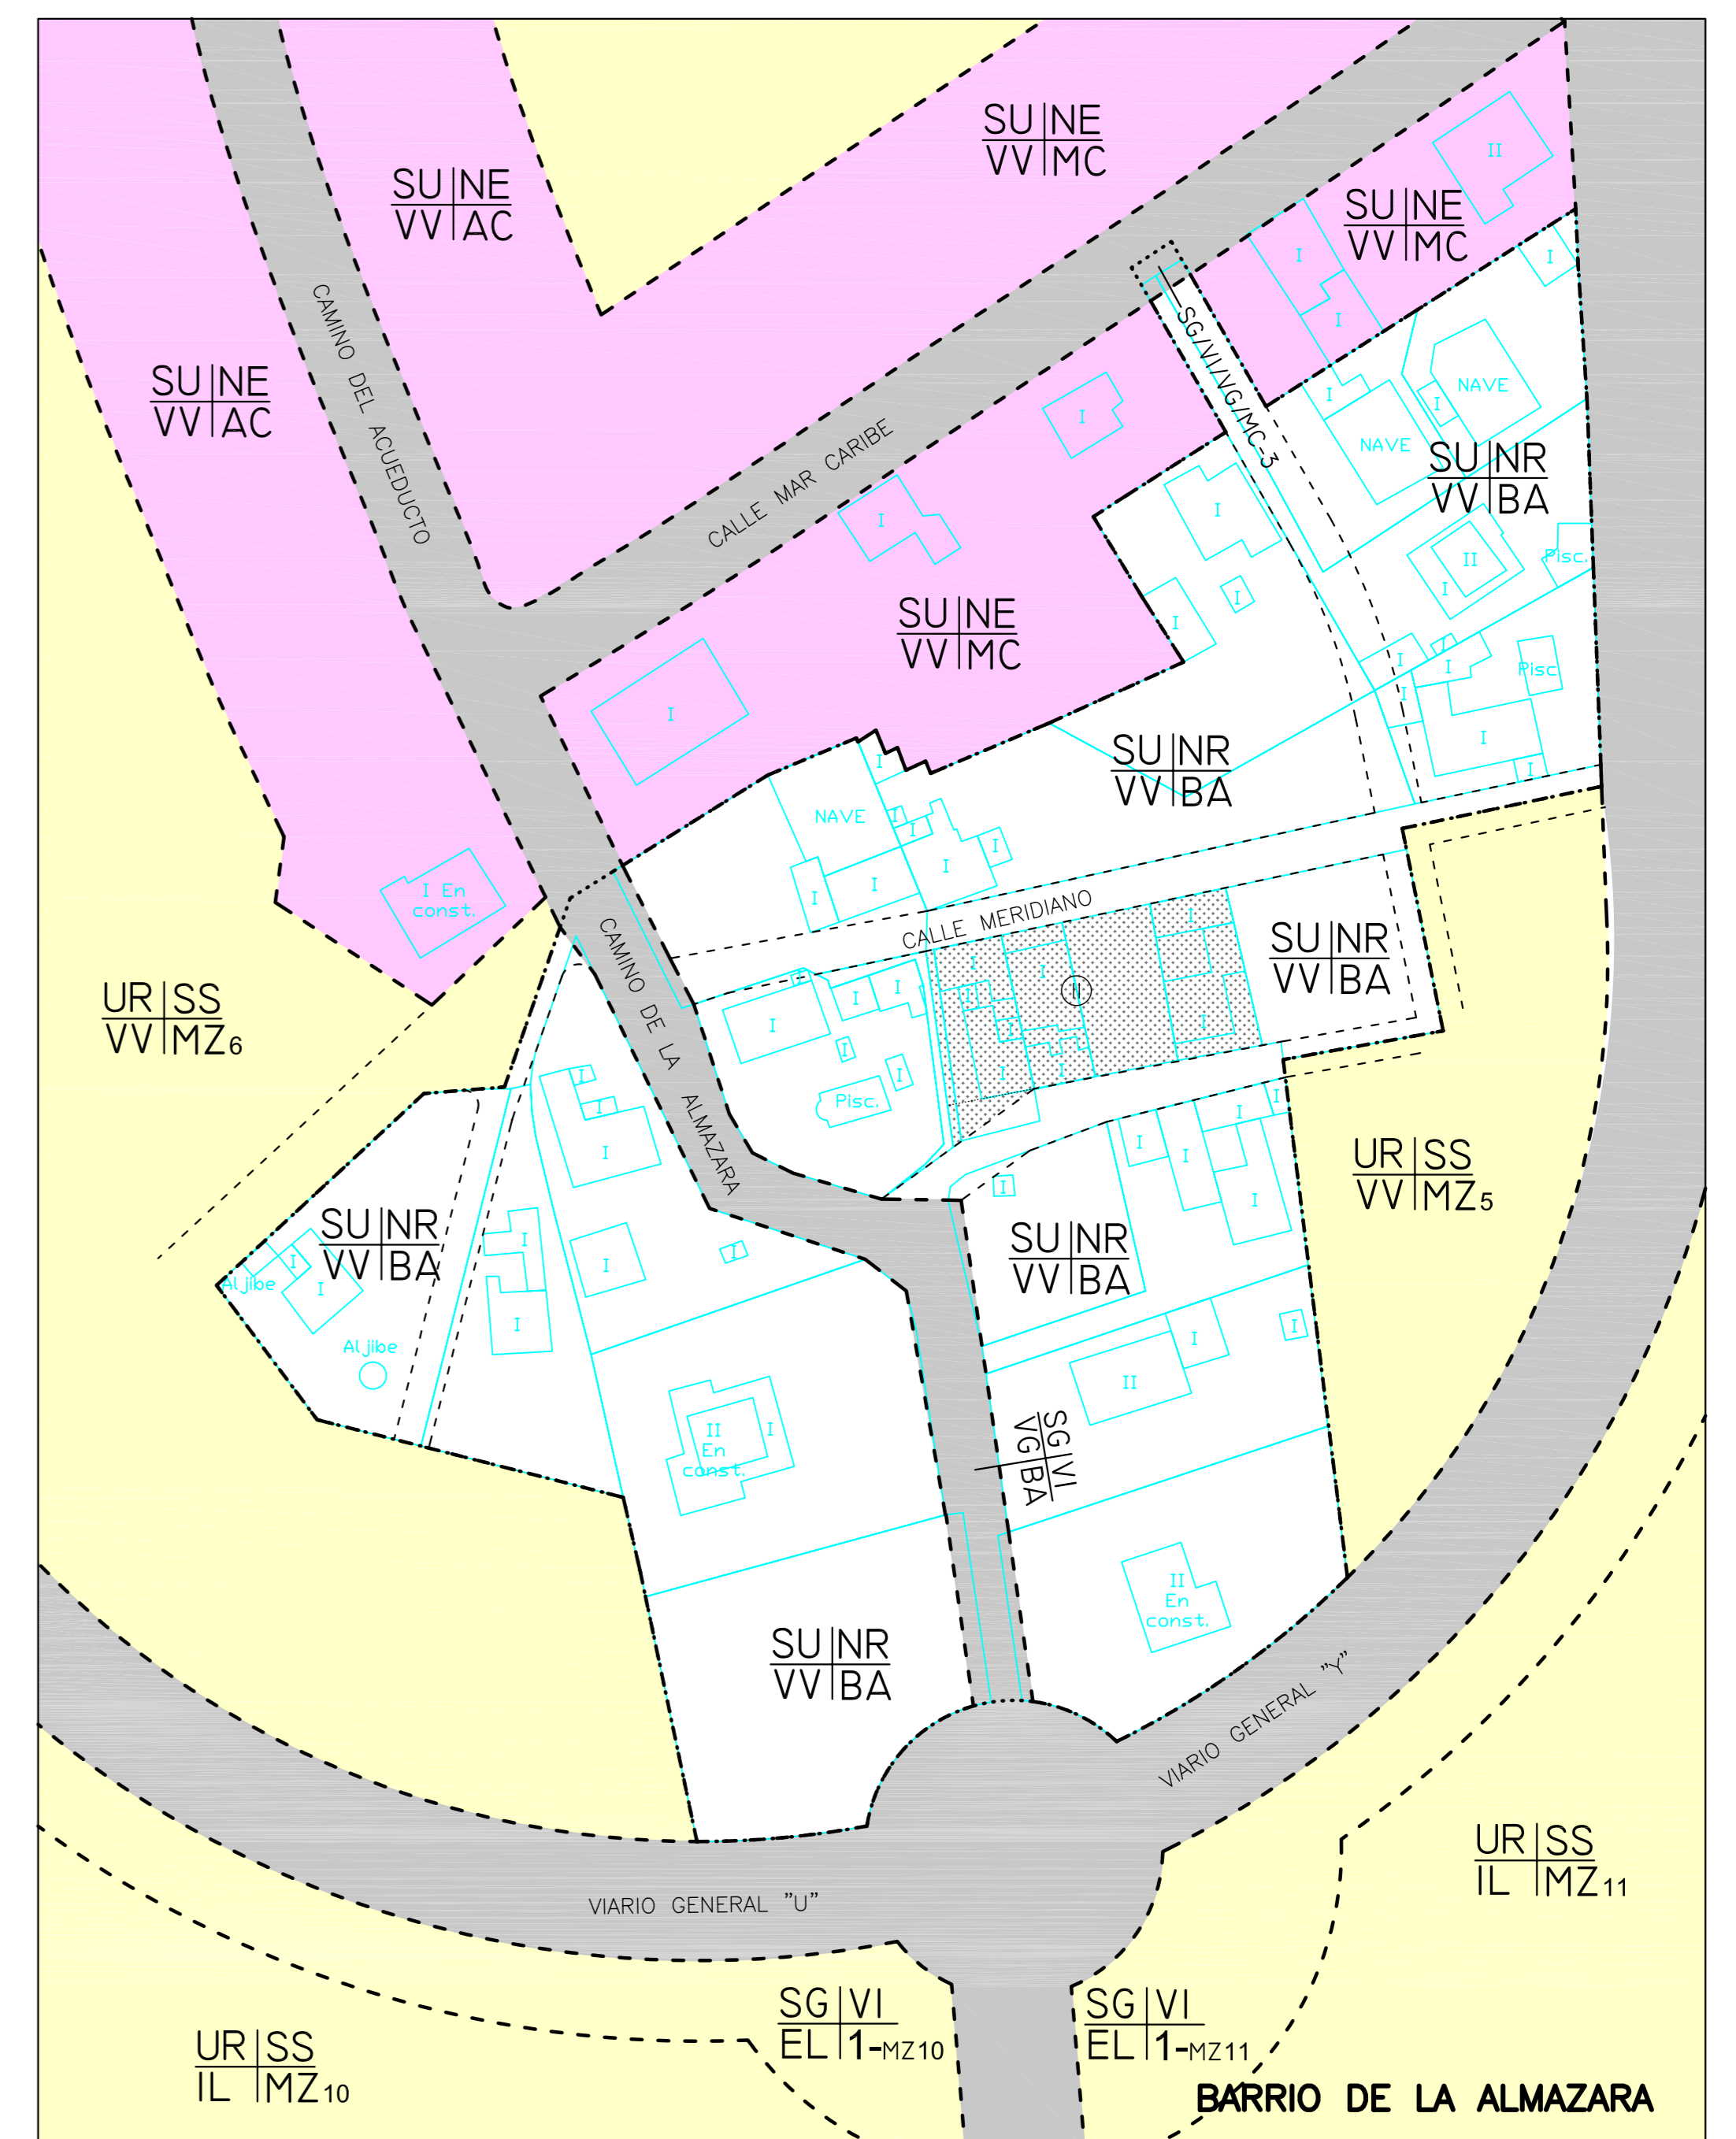 SU NE
VV MC
SU NE
VV AC
SU NE
VV MC
II
I
I
I
SU NE
VV AC
CAMINO DEL ACUEDUCTO
CALLE MAR CARIBE
SG/VI/VG/MC-3
I
I
NAVE
I
I
NAVE
SU NR
VV BA
I
I
II
I
Pisc.
SU NE
VV MC
I
I
I
I
I
I
Pisc
I
I
I
SU NR
VV BA
I
NAVE
I
I
I
I
I
I
I En
const.
CALLE MERIDIANO
SU NR
VV BA
CAMINO DE LA ALMAZARA
UR SS
VV MZ6
I
I
I
I
I
I
Pisc.
I
I
I
I
I
I
I
I
II
I
I
I
I
I
I
I
I
I
I
UR SS
VV MZ5
SU NR
VV BA
I
I
Aljibe
Aljibe
I
I
I
I
SU NR
VV BA
I
II
I
II
En
const.
I
SG VI
VG BA
II
En
const.
SU NR
VV BA
VIARIO GENERAL "Y"
VIARIO GENERAL "U"
UR SS
IL MZ11
SG VI
EL 1-MZ10
SG VI
EL 1-MZ11
UR SS
IL MZ10
BARRIO DE LA ALMAZARA